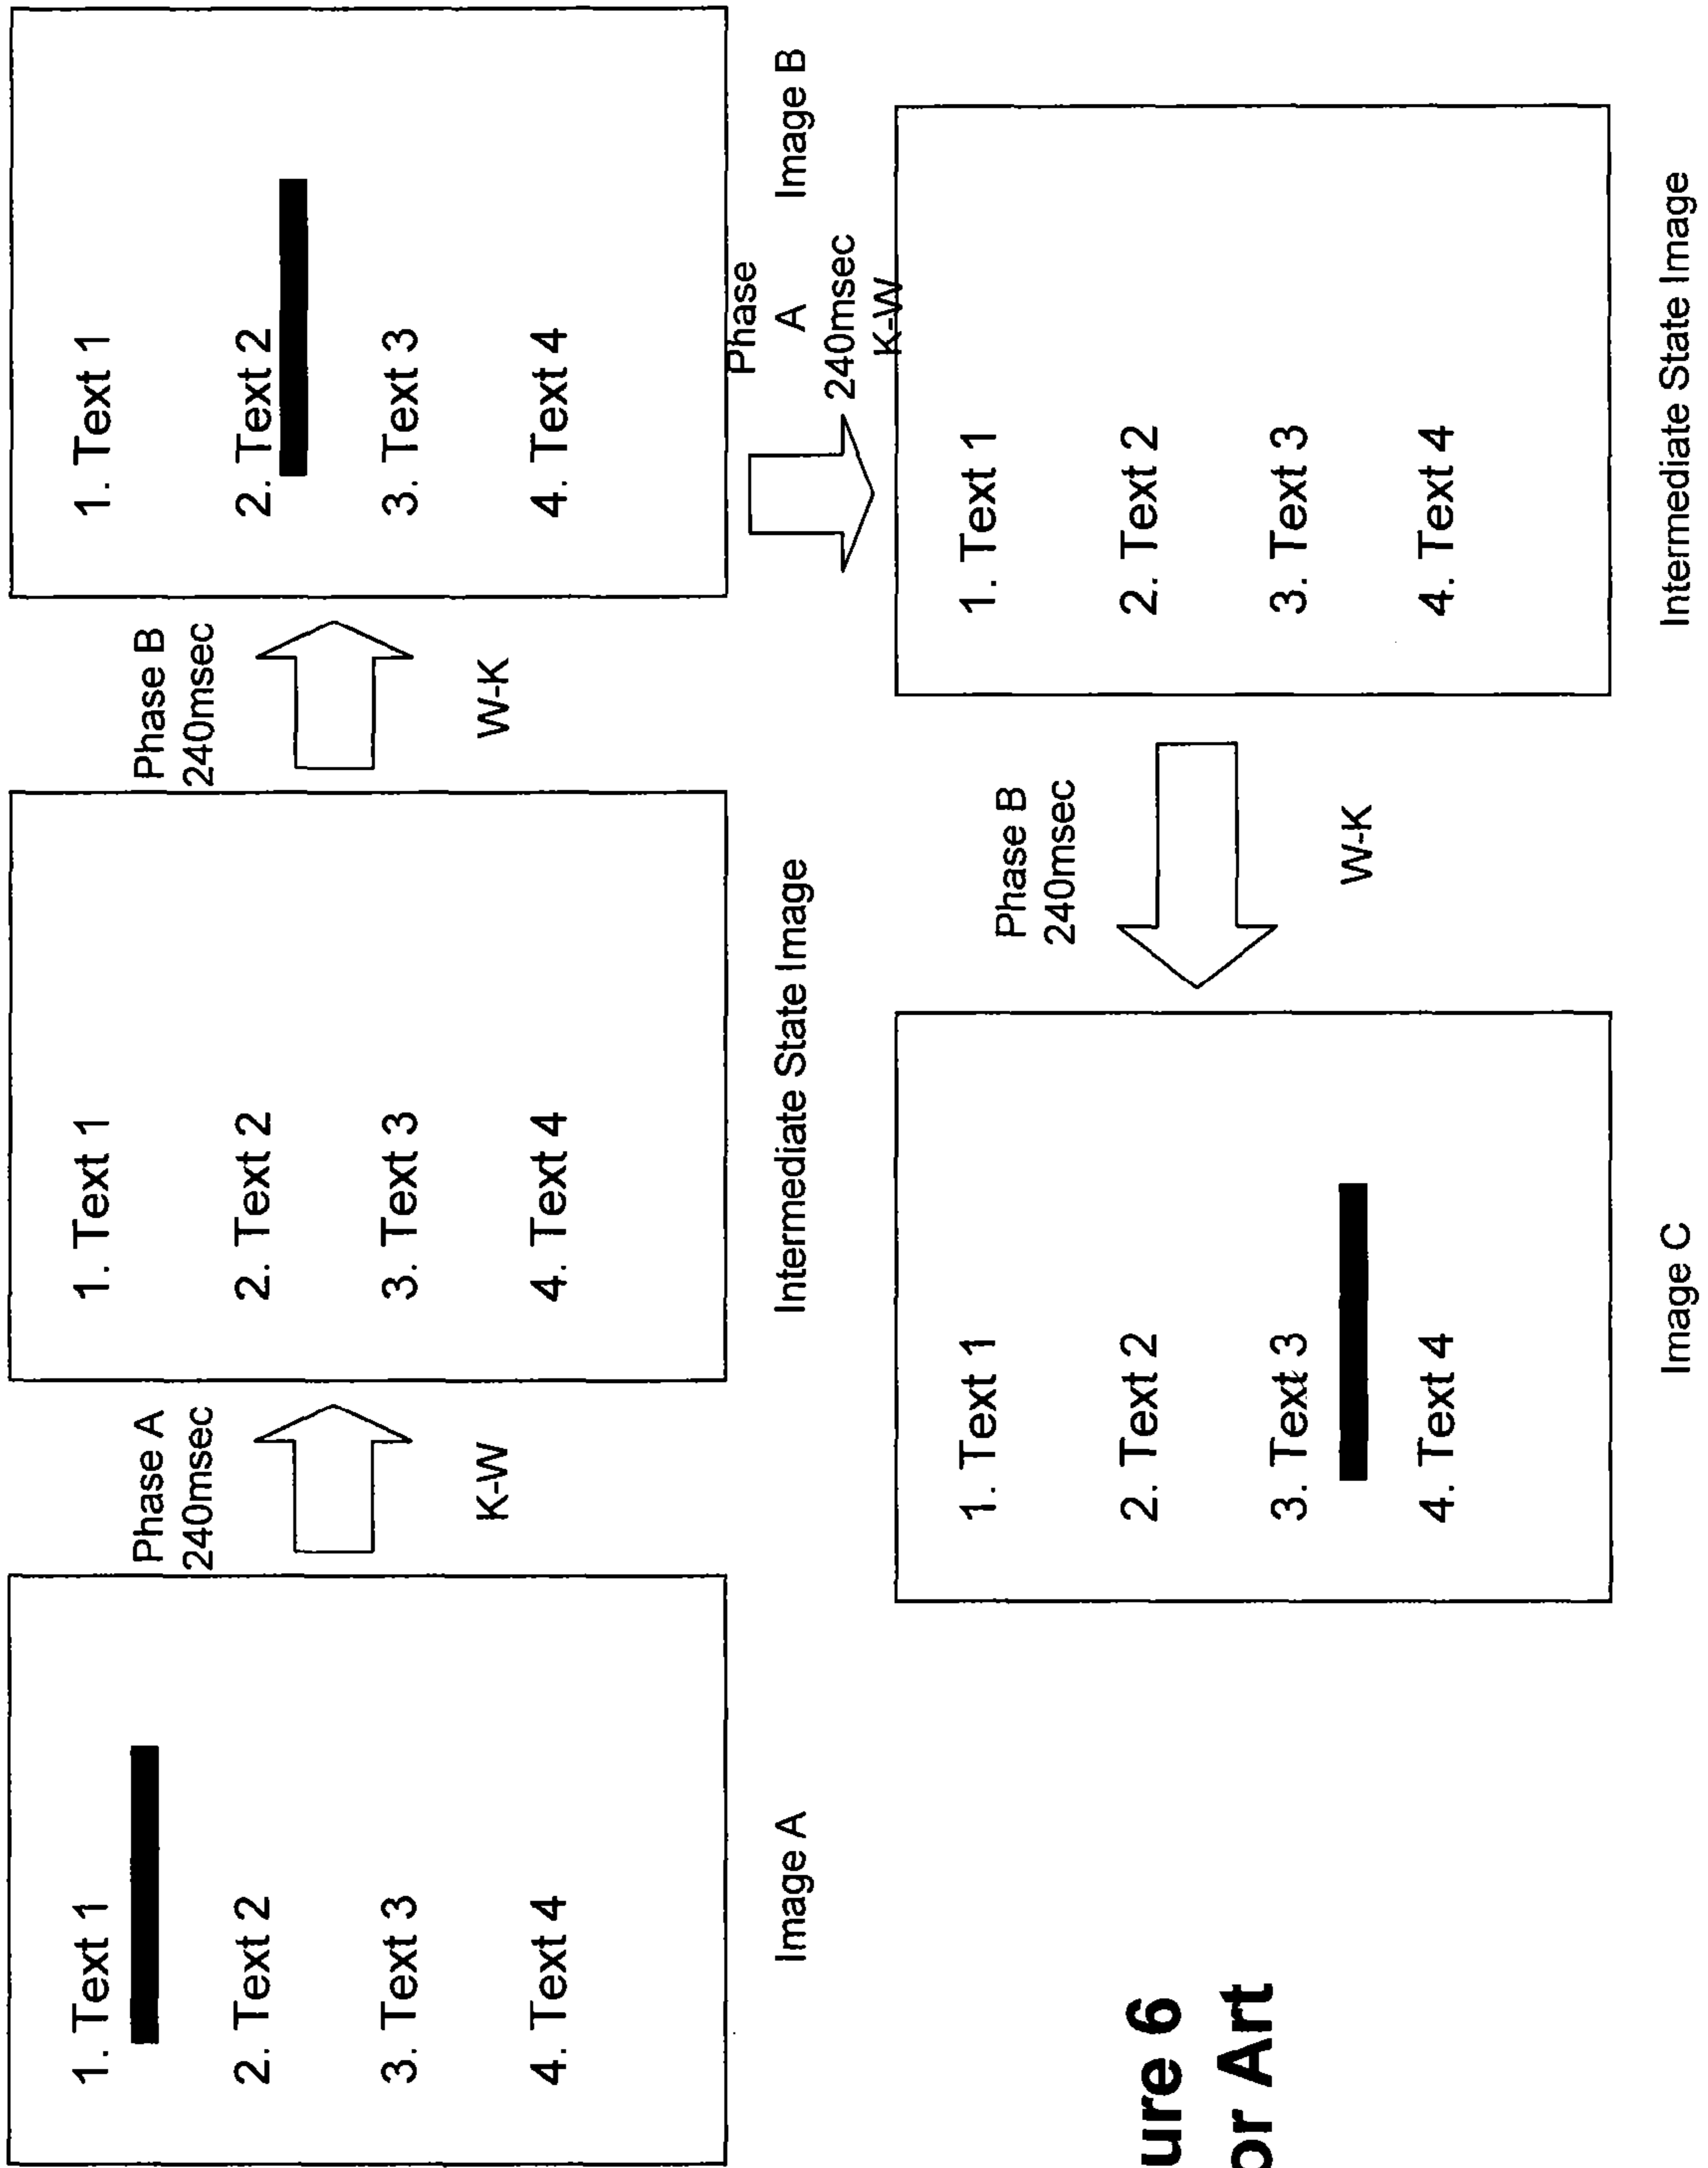 1. Text 1
2. Text 2
3. Text 3
4. Text 4
Image A
Phase A
240msec
K-W
1. Text 1
2. Text 2
3. Text 3
4. Text 4
Intermediate State Image
Phase B
240msec
W-K
1. Text 1
2. Text 2
3. Text 3
4. Text 4
Image B
Phase
A
240msec
K-W
1. Text 1
2. Text 2
3. Text 3
4. Text 4
Intermediate State Image
Phase B
240msec
W-K
1. Text 1
2. Text 2
3. Text 3
4. Text 4
Image C
ure 6
or Art